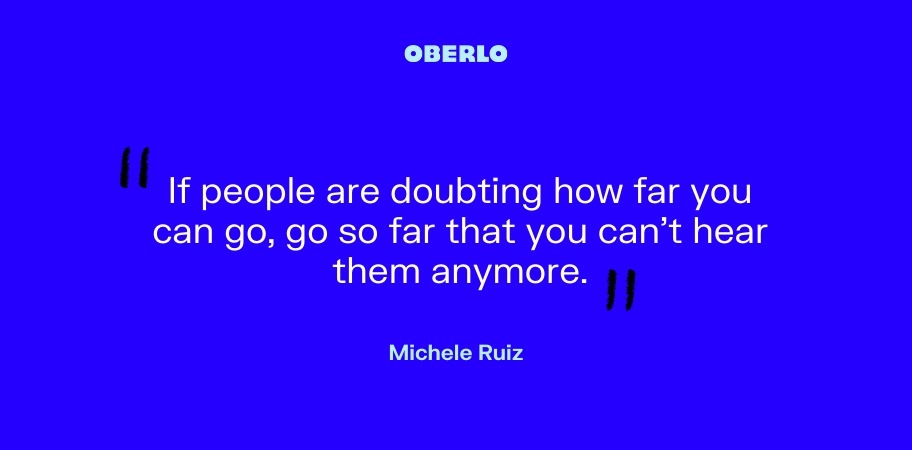 OBERLO
"If people are doubting how far you
can go, go so far that you can’t hear
them anymore."
Michele Ruiz